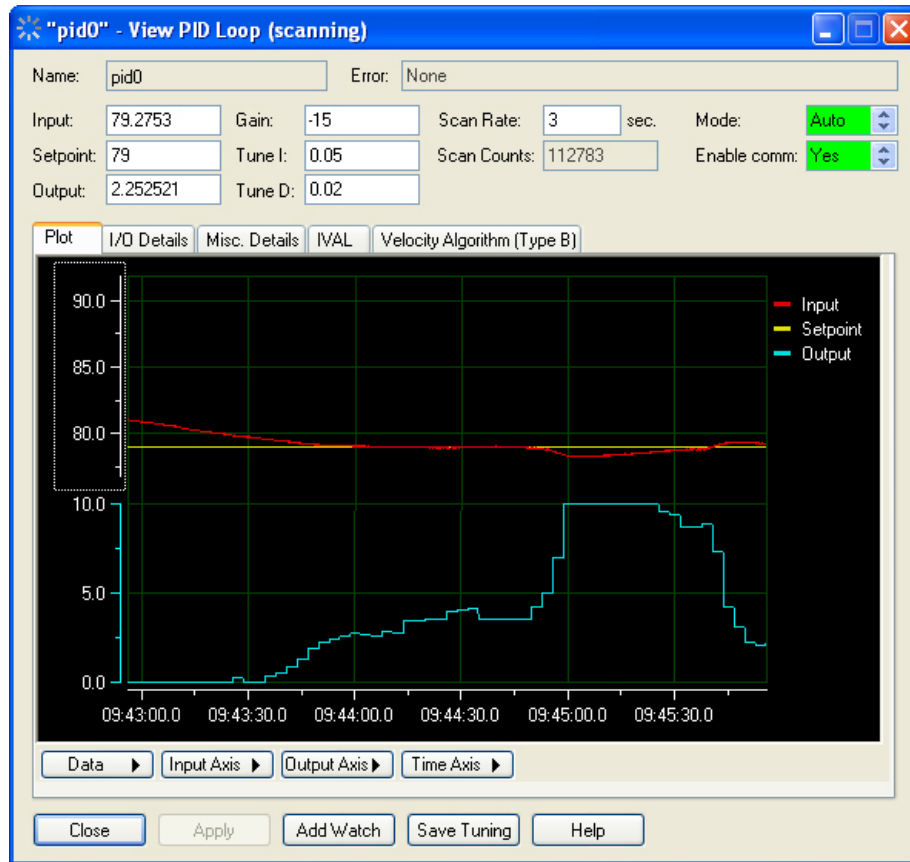 "pid0" - View PID Loop (scanning)
Name: pid0 Error: None
Input: 79.2753 Gain: -15 Scan Rate: 3 sec. Mode: Auto
Setpoint: 79 Tune I: 0.05 Scan Counts: 112783 Enable comm: Yes
Output: 2.252521 Tune D: 0.02
Plot I/O Details Misc. Details IVAL Velocity Algorithm (Type B)
90.0
85.0
80.0
10.0
5.0
0.0
Input
Setpoint
Output
09:43:00.0 09:43:30.0 09:44:00.0 09:44:30.0 09:45:00.0 09:45:30.0
Data Input Axis Output Axis Time Axis
Close Apply Add Watch Save Tuning Help